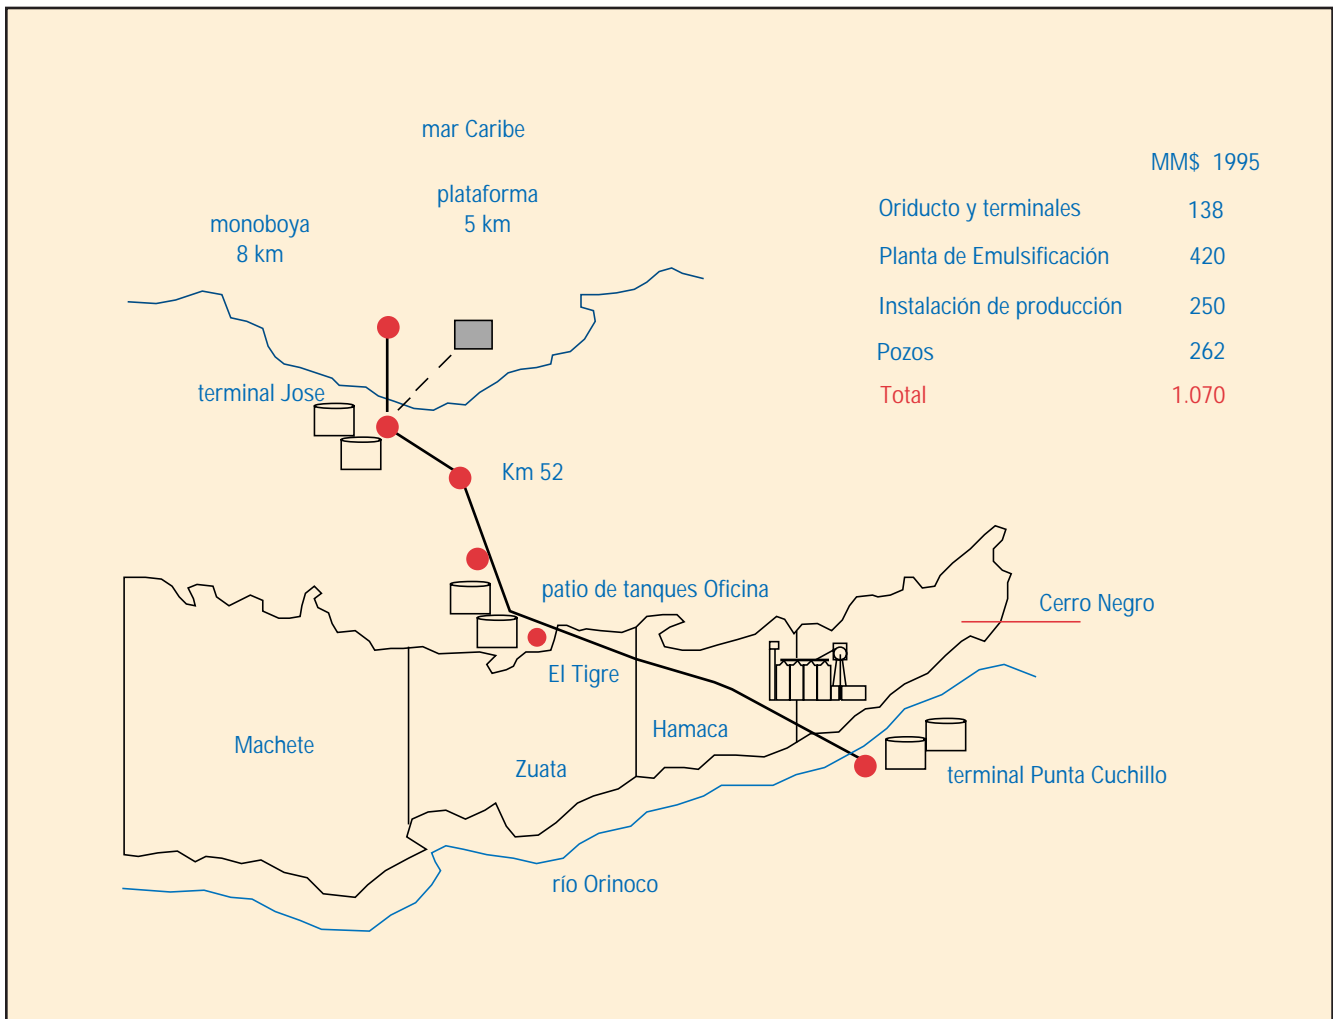 mar Caribe
plataforma
5 km
monoboya
8 km
MM$ 1995
Oriducto y terminales 138
Planta de Emulsificación 420
Instalación de producción 250
Pozos 262
Total 1.070
terminal Jose
Km 52
patio de tanques Oficina
Cerro Negro
El Tigre
Hamaca
Machete
Zuata
terminal Punta Cuchillo
río Orinoco